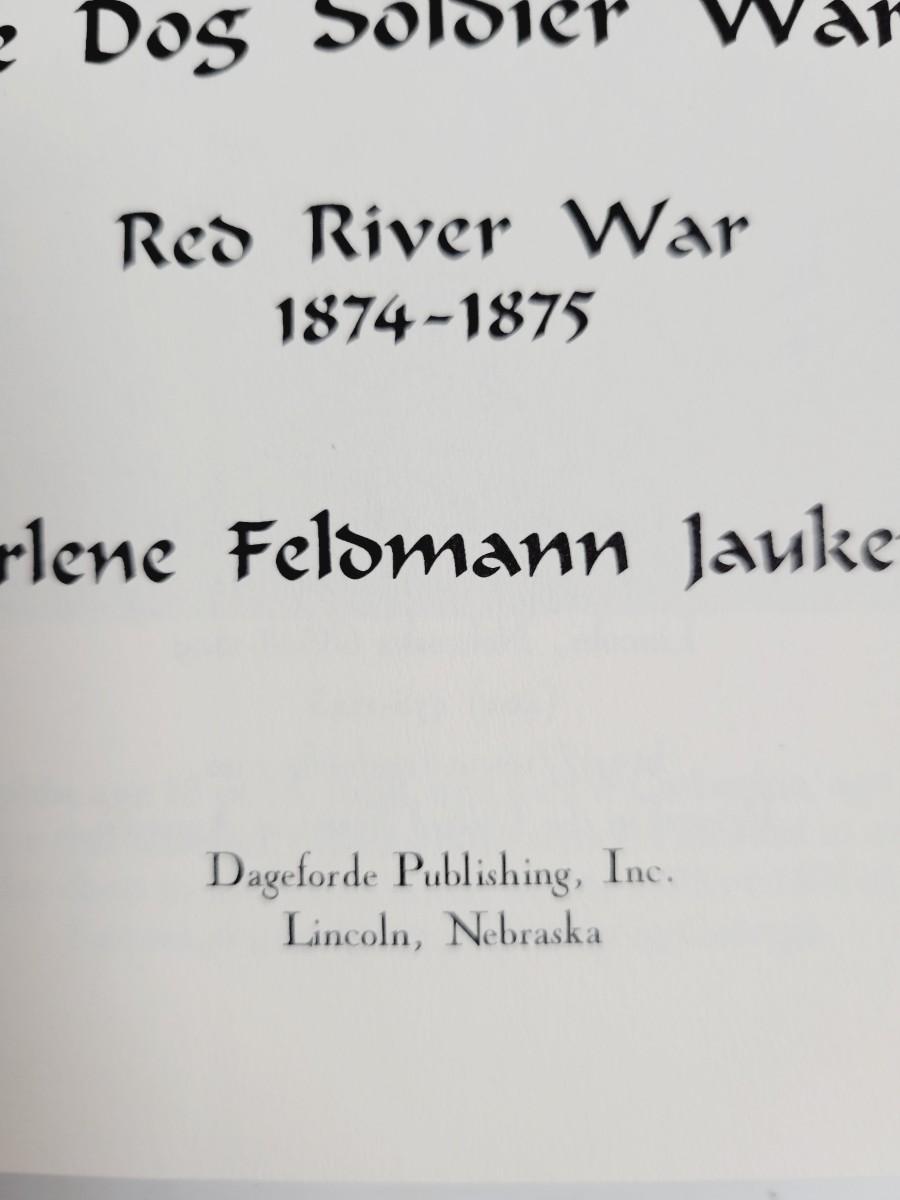 Dog Soldier War
Red River War
1874-1875
rlene Feldmann Jauke
Dageforde Publishing, Inc.
Lincoln, Nebraska